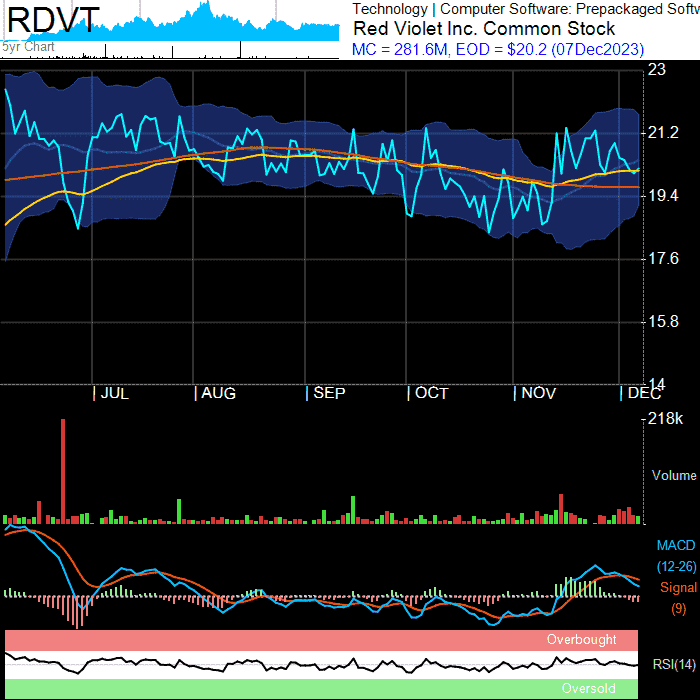 RDVT
5yr Chart
Technology | Computer Software: Prepackaged Softw
Red Violet Inc. Common Stock
MC = 281.6M, EOD = $20.2 (07Dec2023)
23
21.2
19.4
17.6
15.8
14
JUL AUG SEP OCT NOV DEC
218k
Volume
MACD
(12-26)
Signal
(9)
Overbought
RSI(14)
Oversold